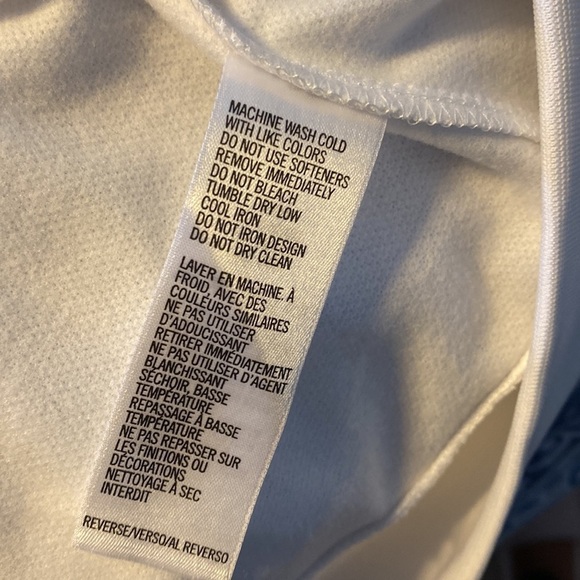 MACHINE WASH COLD
WITH LIKE COLORS
DO NOT USE SOFTENERS
REMOVE IMMEDIATELY
DO NOT BLEACH
TUMBLE DRY LOW
COOL IRON
DO NOT IRON DESIGN
DO NOT DRY CLEAN
LAVER EN MACHINE, À
FROID, AVEC DES
COULEURS SIMILAIRES
NE PAS UTILISER
D'ADOUCISSANT
RETIRER IMMÉDIATEMENT
NE PAS UTILISER D'AGENT
BLANCHISSANT
SÉCHOIR, BASSE
TEMPÉRATURE
REPASSAGE À BASSE
TEMPÉRATURE
NE PAS REPASSER SUR
LES FINITIONS OU
DÉCORATIONS
NETTOYAGE À SEC
INTERDIT
REVERSE/VERSO/AL REVERSO